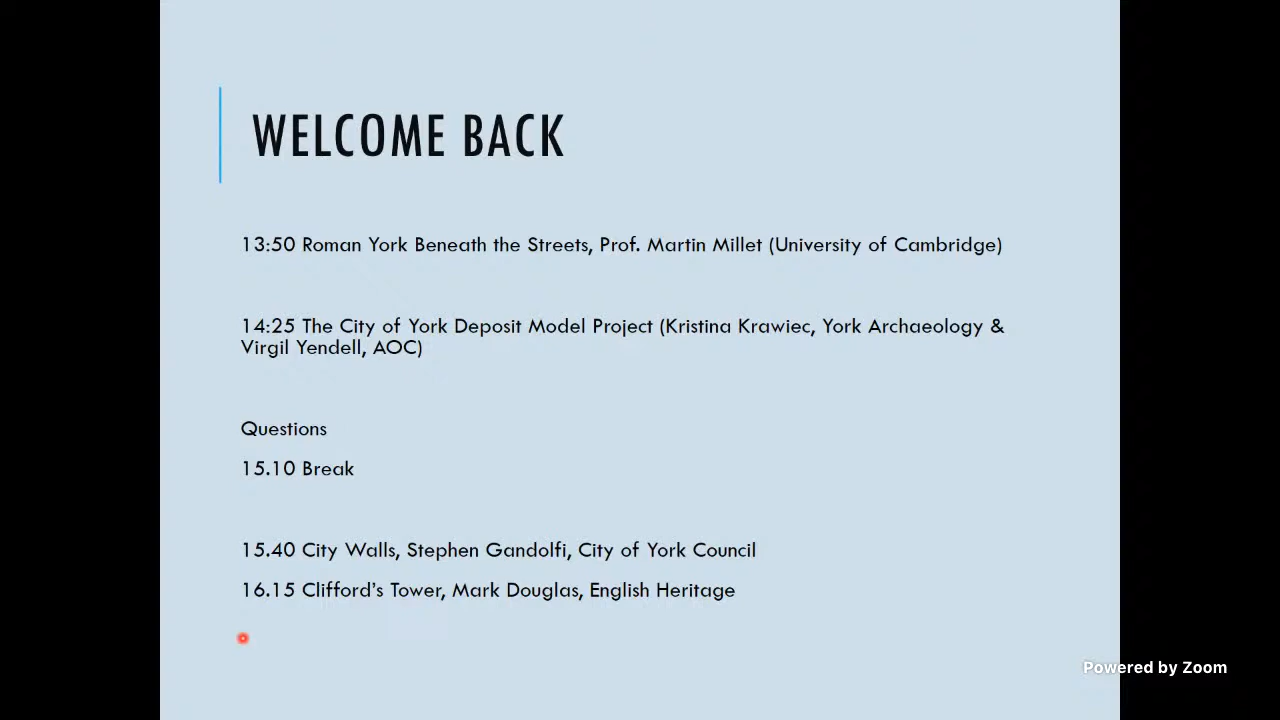 WELCOME BACK
13:50 Roman York Beneath the Streets, Prof. Martin Millet (University of Cambridge)
14:25 The City of York Deposit Model Project (Kristina Krawiec, York Archaeology &
Virgil Yendell, AOC)
Questions
15.10 Break
15.40 City Walls, Stephen Gandolfi, City of York Council
16.15 Clifford's Tower, Mark Douglas, English Heritage
Powered by Zoom